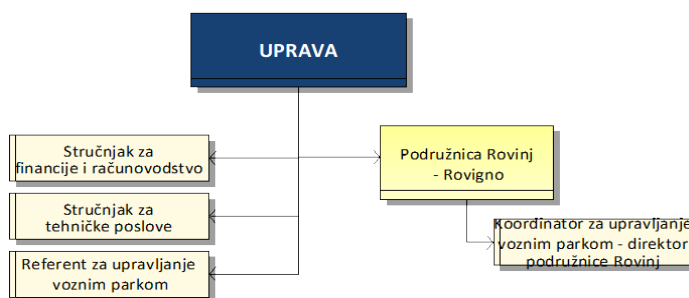 UPRAVA
Stručnjak za
financije i računovodstvo
Podružnica Rovinj
- Rovigno
Stručnjak za
tehničke poslove
Koordinator za upravljanje
voznim parkom - direktor
podružnice Rovinj
Referent za upravljanje
voznim parkom